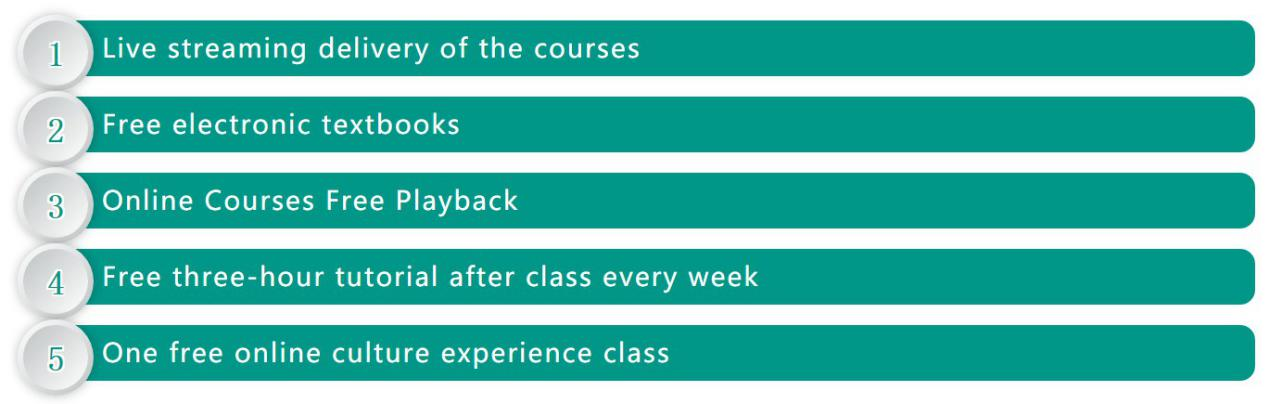 1 Live streaming delivery of the courses
2 Free electronic textbooks
3 Online Courses Free Playback
4 Free three-hour tutorial after class every week
5 One free online culture experience class